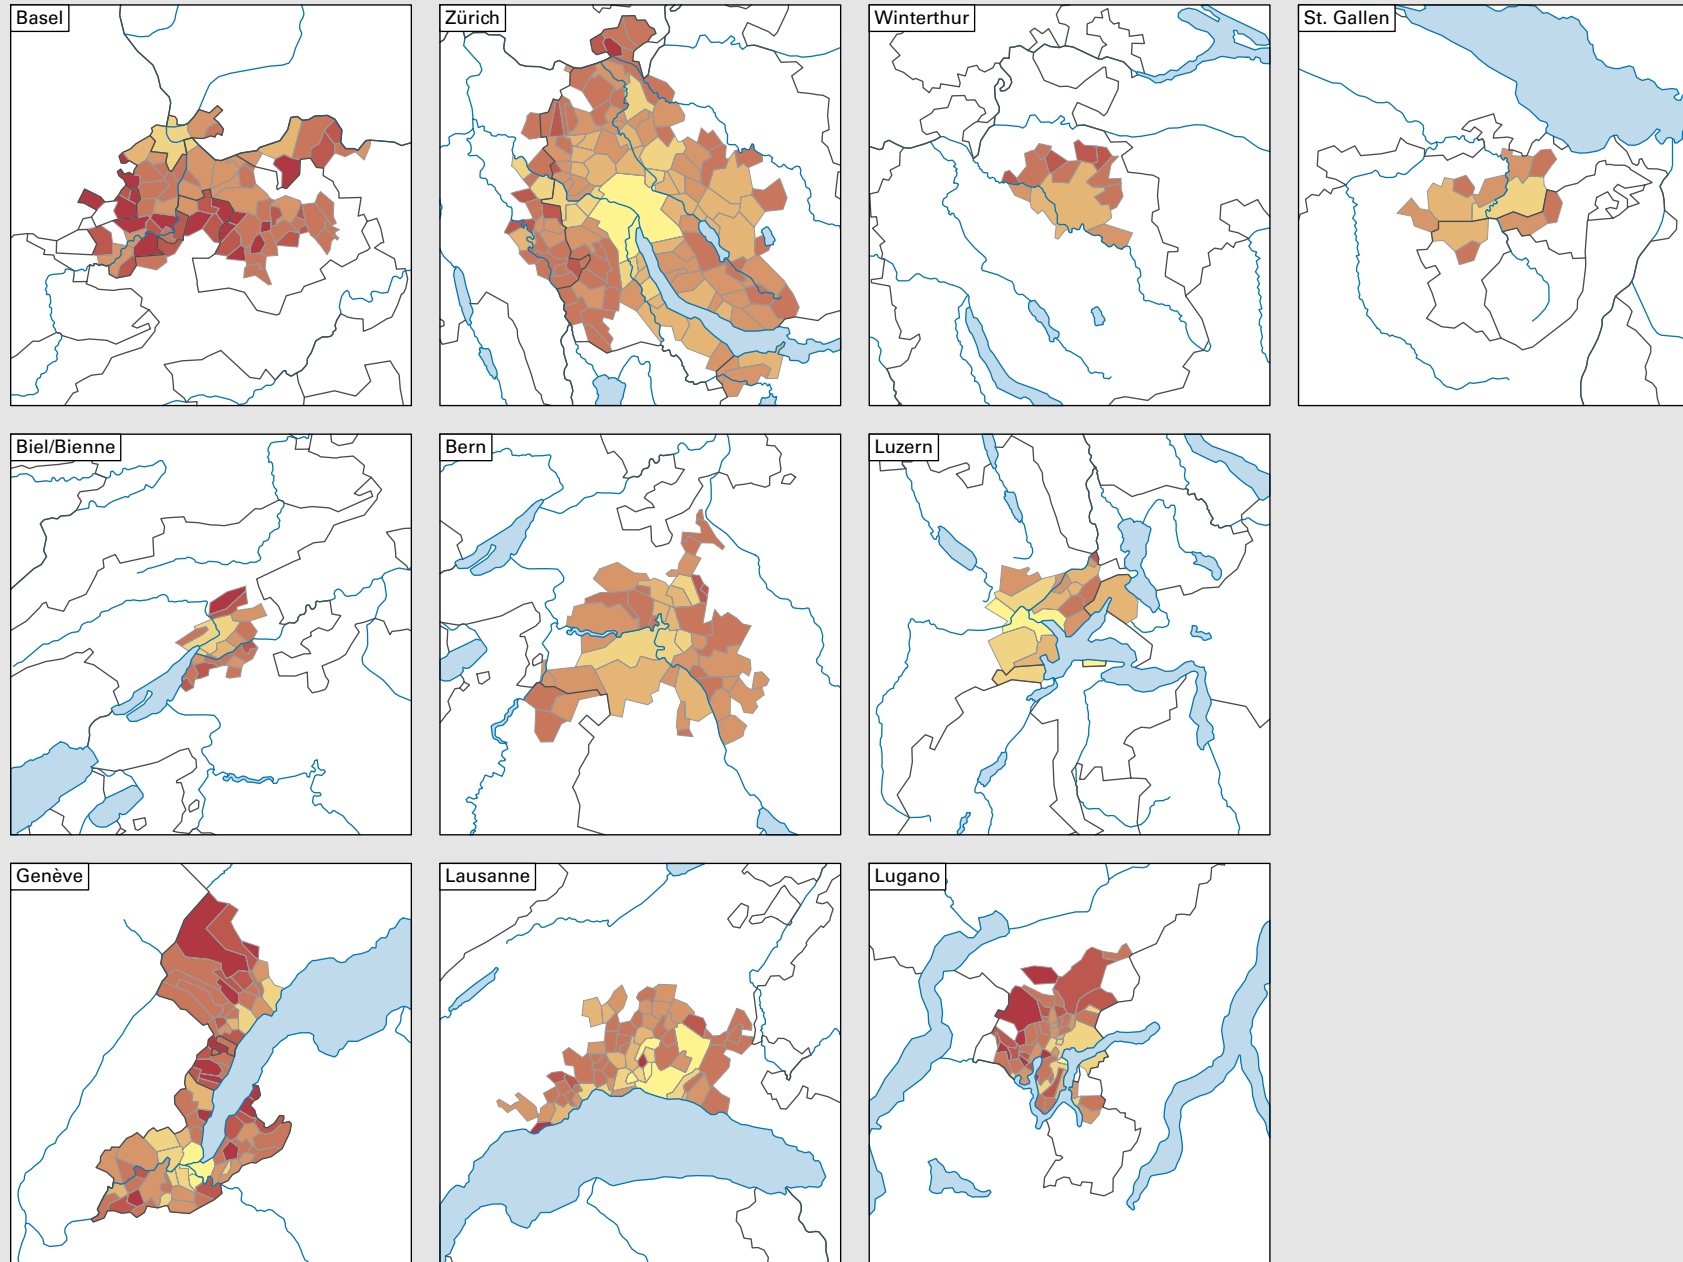 Basel
Zürich
Winterthur
St. Gallen
Biel/Bienne
Bern
Luzern
Genève
Lausanne
Lugano